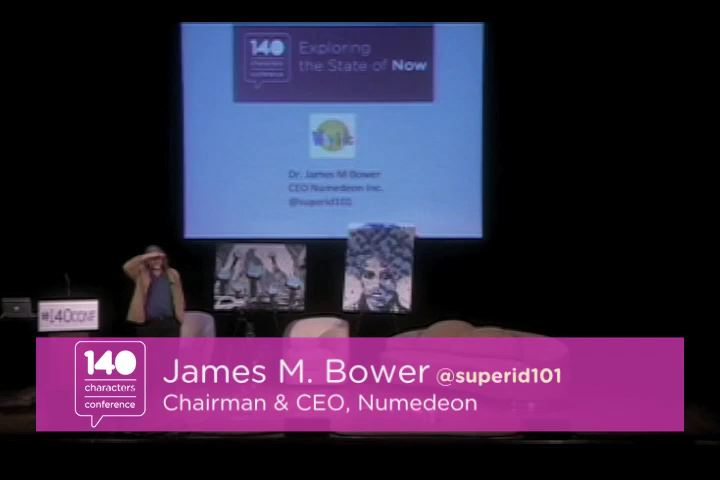 140
characters
conference
Exploring
the State of Now
Dr. James M Bower
CEO Numedeon Inc.
@superid101
#140CONF
140
characters
conference
James M. Bower @superid101
Chairman & CEO, Numedeon